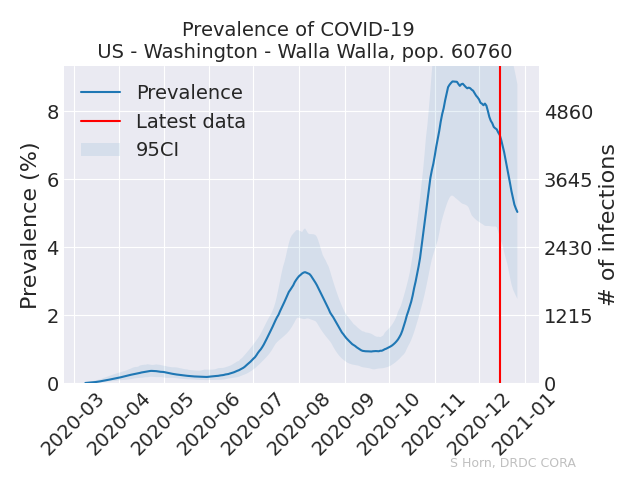 Prevalence of COVID-19
US - Washington - Walla Walla, pop. 60760
Prevalence
Latest data
95CI
Prevalence (%)
8
6
4
2
0
4860
3645
2430
1215
0
# of infections
2020-03
2020-04
2020-05
2020-06
2020-07
2020-08
2020-09
2020-10
2020-11
2020-12
2021-01
S Horn, DRDC CORA